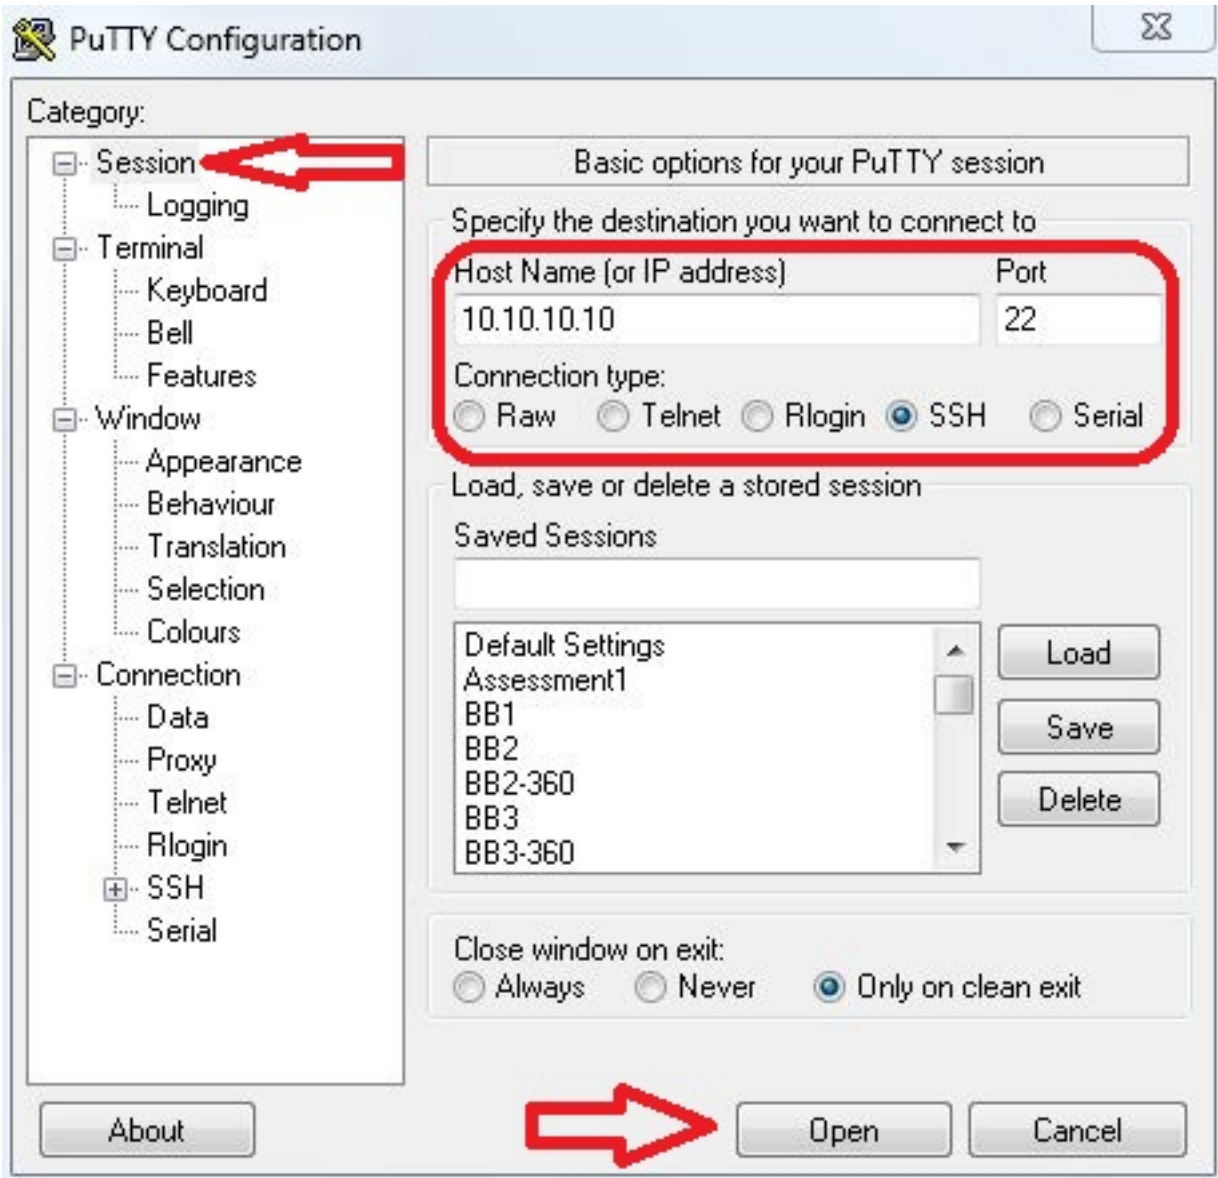 PuTTY Configuration
Category:
Session
Logging
Terminal
Keyboard
Bell
Features
Window
Appearance
Behaviour
Translation
Selection
Colours
Connection
Data
Proxy
Telnet
Rlogin
SSH
Serial
Basic options for your PuTTY session
Specify the destination you want to connect to
Host Name (or IP address) Port
10.10.10.10 22
Connection type:
Raw Telnet Rlogin SSH Serial
Load, save or delete a stored session
Saved Sessions
Default Settings
Assessment1
BB1
BB2
BB2-360
BB3
BB3-360
Load
Save
Delete
Close window on exit:
Always Never Only on clean exit
About Open Cancel